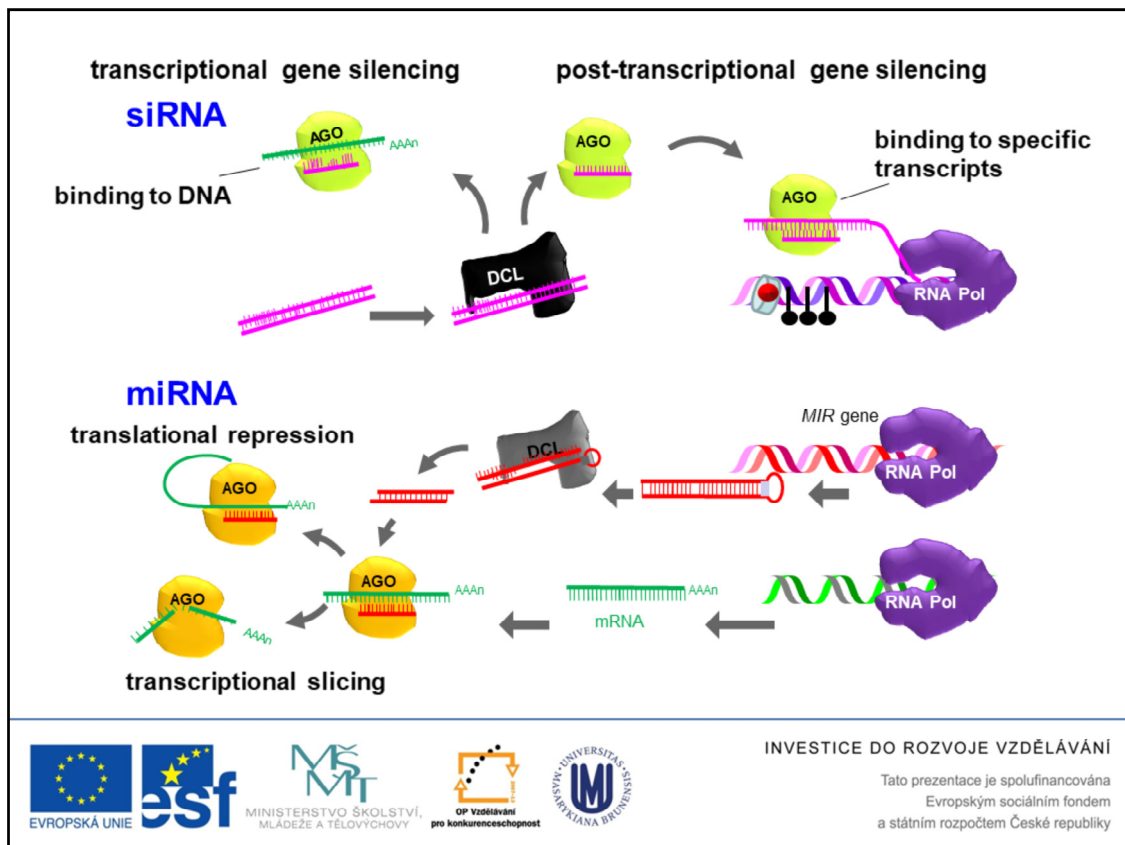 transcriptional gene silencing
post-transcriptional gene silencing
siRNA
AGO
AAAn
binding to DNA
AGO
binding to specific
transcripts
AGO
DCL
RNA Pol
miRNA
translational repression
MIR gene
DCL
RNA Pol
AGO
AAAn
AGO
AAAn
AAAn
mRNA
RNA Pol
AGO
AAAn
transcriptional slicing
EVROPSKÁ UNIE
esf
MŠMT
MINISTERSTVO ŠKOLSTVÍ,
MLÁDEŽE A TĚLOVÝCHOVY
2007-13
OP Vzdělávání
pro konkurenceschopnost
UNIVERSITAS MASARYKIANA BRUNENSIS
INVESTICE DO ROZVOJE VZDĚLÁVÁNÍ
Tato prezentace je spolufinancována
Evropským sociálním fondem
a státním rozpočtem České republiky